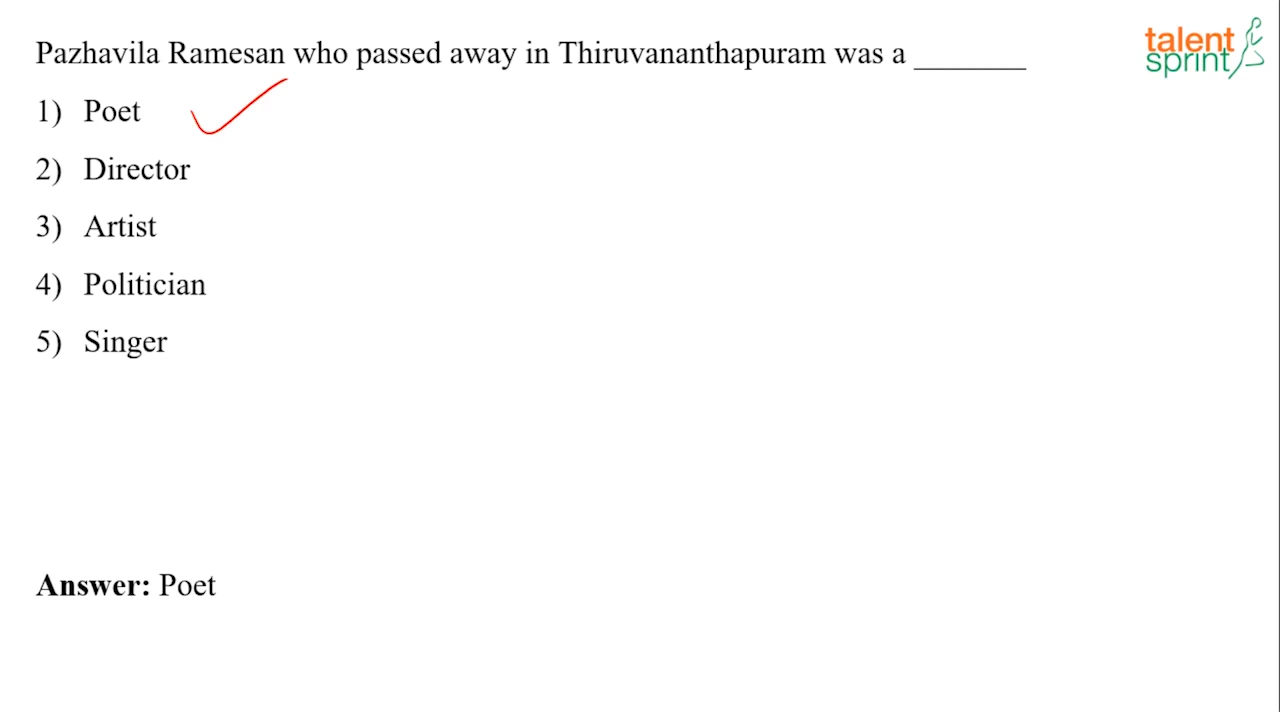 Pazhavila Ramesan who passed away in Thiruvananthapuram was a _______
talent
sprint
1) Poet
2) Director
3) Artist
4) Politician
5) Singer
Answer: Poet